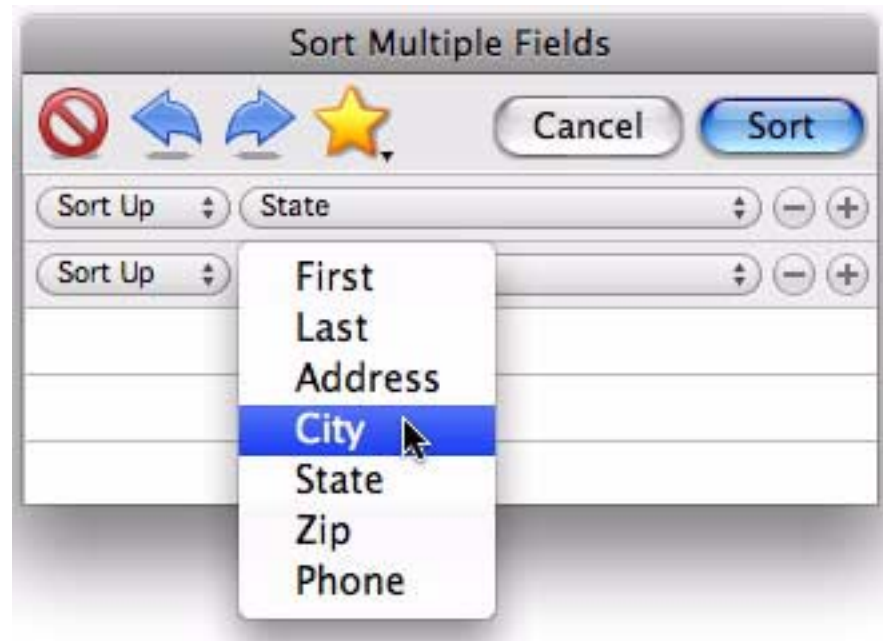 Sort Multiple Fields
Cancel Sort
Sort Up State
Sort Up
First
Last
Address
City
State
Zip
Phone